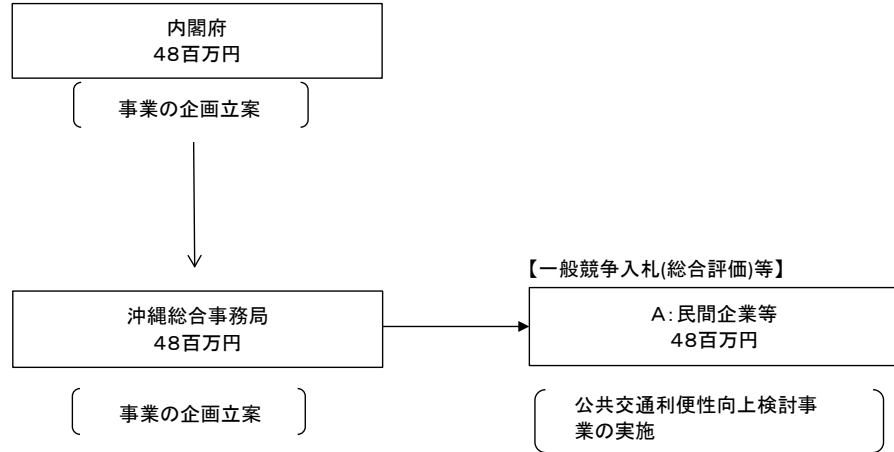 内閣府
48百万円
事業の企画立案
【一般競争入札(総合評価)等】
沖縄総合事務局
48百万円
A:民間企業等
48百万円
事業の企画立案
公共交通利便性向上検討事
業の実施